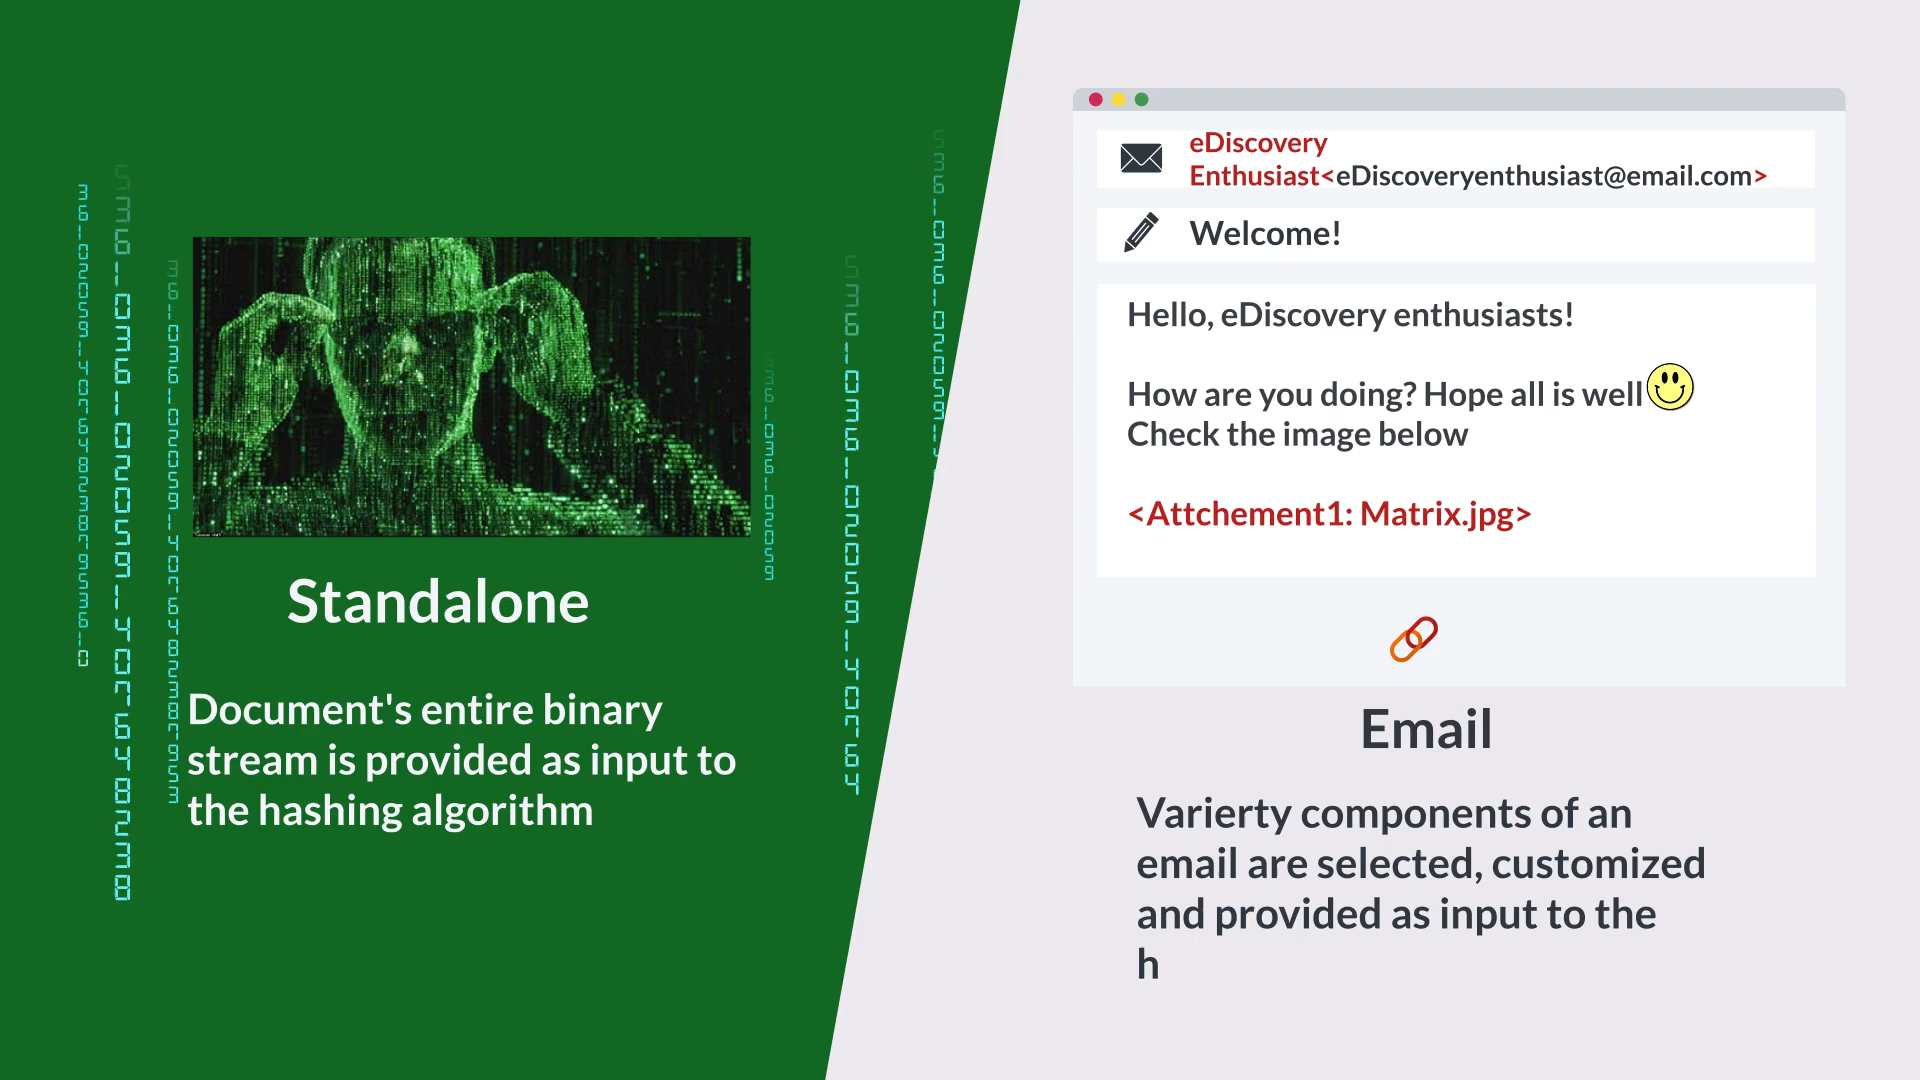 Standalone
Document's entire binary
stream is provided as input to
the hashing algorithm
eDiscovery
Enthusiast<eDiscoveryenthusiast@email.com>
Welcome!
Hello, eDiscovery enthusiasts!
How are you doing? Hope all is well
Check the image below
<Attchement1: Matrix.jpg>
Email
Varierty components of an
email are selected, customized
and provided as input to the
h